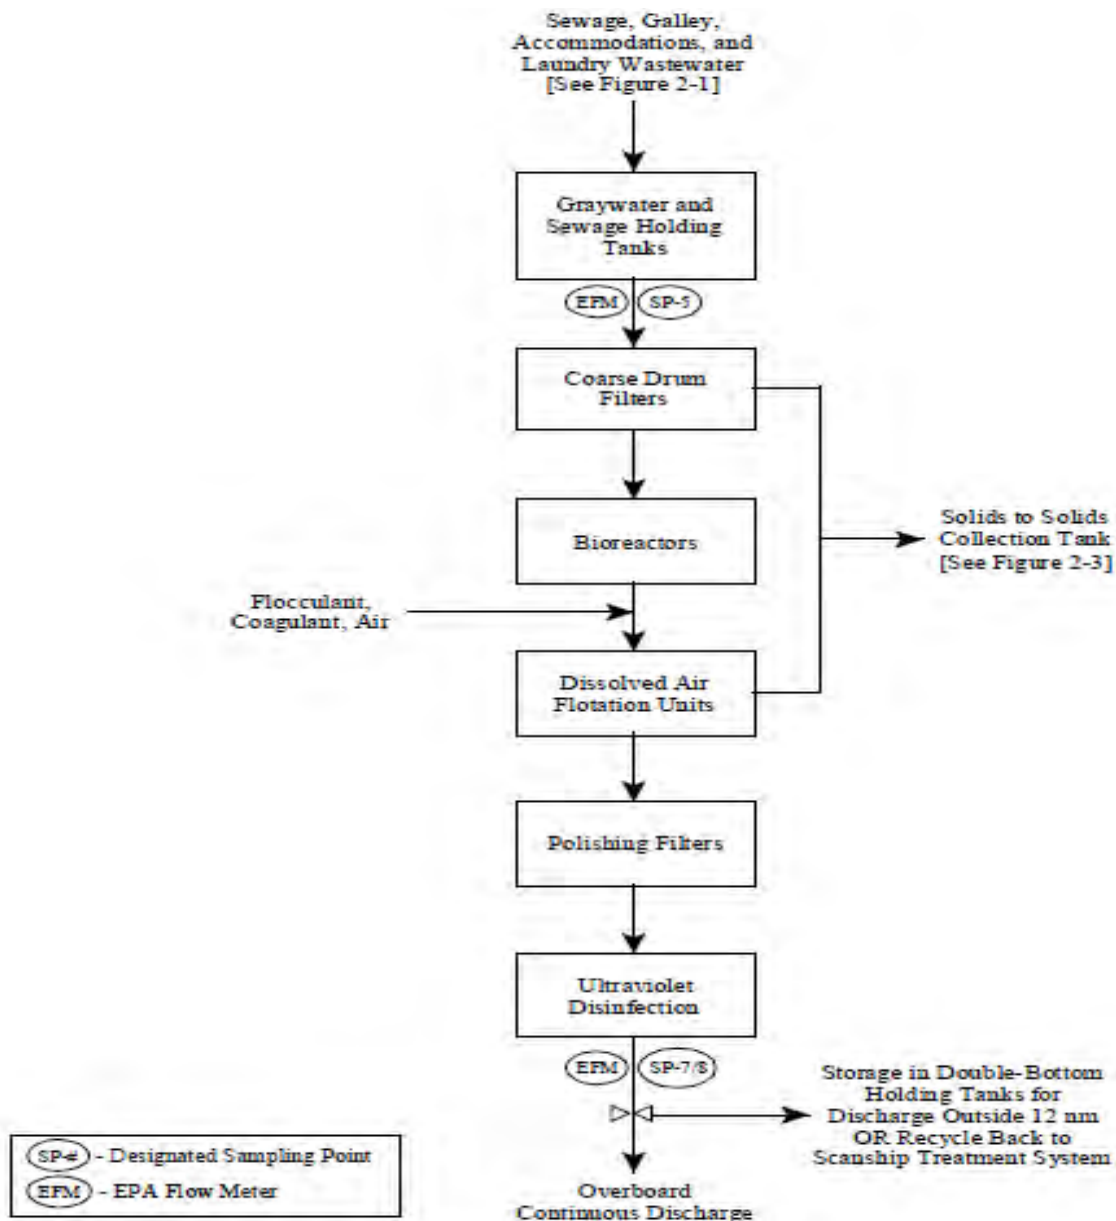 Sewage, Galley,
Accommodations, and
Laundry Wastewater
[See Figure 2-1]
Graywater and
Sewage Holding
Tanks
EFM
SP-5
Coarse Drum
Filters
Bioreactors
Solids to Solids
Collection Tank
[See Figure 2-3]
Flocculant,
Coagulant, Air
Dissolved Air
Flotation Units
Polishing Filters
Ultraviolet
Disinfection
EFM
SP-7/8
Storage in Double-Bottom
Holding Tanks for
Discharge Outside 12 nm
OR Recycle Back to
Scanship Treatment System
SP-# - Designated Sampling Point
EFM - EPA Flow Meter
Overboard
Continuous Discharge